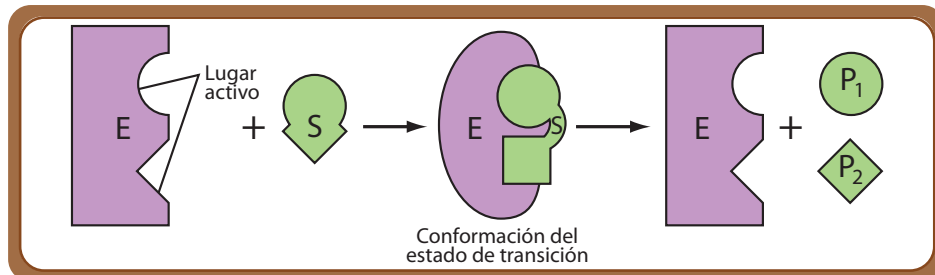 Lugar
activo
E
+
S
E
S
E
+
P1
P2
Conformación del
estado de transición